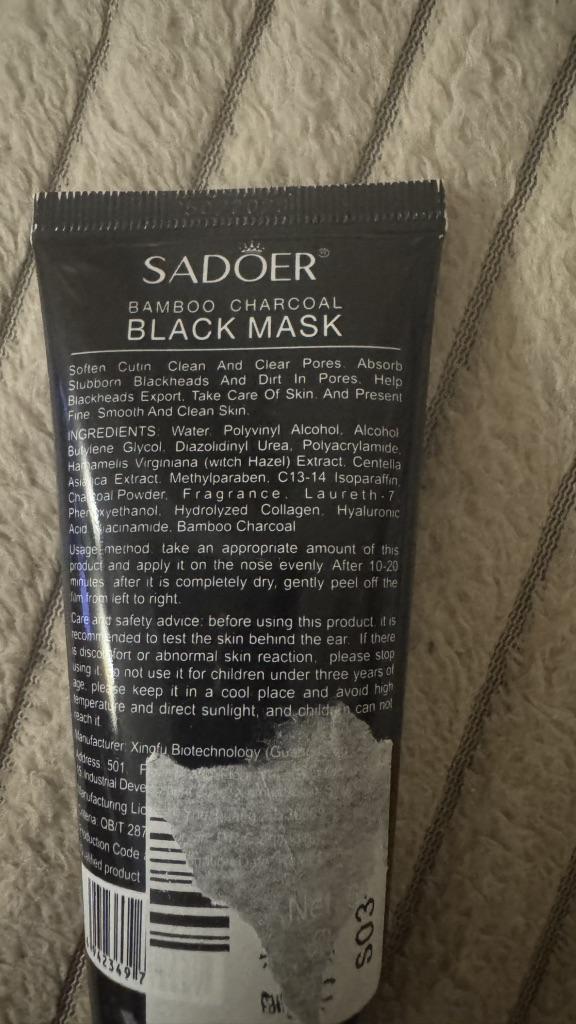 SADOER®
BAMBOO CHARCOAL
BLACK MASK
Soften Cutin Clean And Clear Pores. Absorb
Stubborn Blackheads And Dirt In Pores. Help
Blackheads Export. Take Care Of Skin. And Present
Fine. Smooth And Clean Skin.
INGREDIENTS: Water. Polyvinyl Alcohol. Alcohol
Butylene Glycol. Diazolidinyl Urea, Polyacrylamide,
Hamamelis Virginiana (witch Hazel) Extract. Centella
Asiatica Extract. Methylparaben. C13-14 Isoparaffin,
Charcoal Powder, Fragrance. Laureth-7.
Phenoxyethanol. Hydrolyzed Collagen. Hyaluronic
Acid. Niacinamide. Bamboo Charcoal
Usage method: take an appropriate amount of this
product and apply it on the nose evenly. After 10-20
minutes after it is completely dry, gently peel off the
film from left to right.
Care and safety advice: before using this product, it is
recommended to test the skin behind the ear. If there
is discomfort or abnormal skin reaction, please stop
using it, do not use it for children under three years of
age, please keep it in a cool place and avoid high
temperature and direct sunlight, and children can not
reach it.
Manufacturer: Xingfu Biotechnology
Address 501.
Industrial
Manufacturing
QB/T 287
Production Code
product
Net
S03